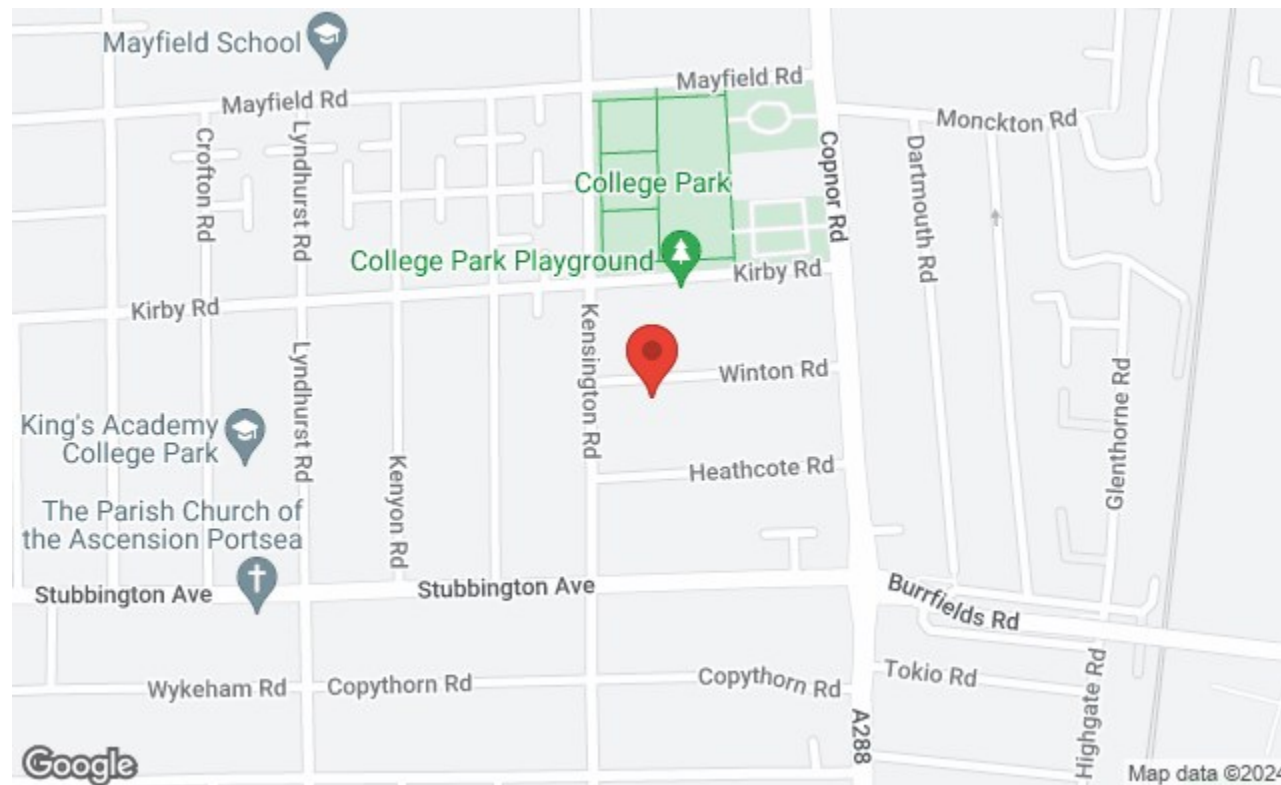 Mayfield School
Mayfield Rd
Mayfield Rd
Monckton Rd
Crofton Rd
Lyndhurst Rd
College Park
Copnor Rd
Dartmouth Rd
College Park Playground
Kirby Rd
Kirby Rd
Kensington Rd
Winton Rd
Lyndhurst Rd
Glenthorne Rd
King's Academy
College Park
Kenyon Rd
Heathcote Rd
The Parish Church of
the Ascension Portsea
Stubbington Ave
Stubbington Ave
Burrfields Rd
Wykeham Rd
Copythorn Rd
Copythorn Rd
Tokio Rd
Highgate Rd
A288
Google
Map data ©2024